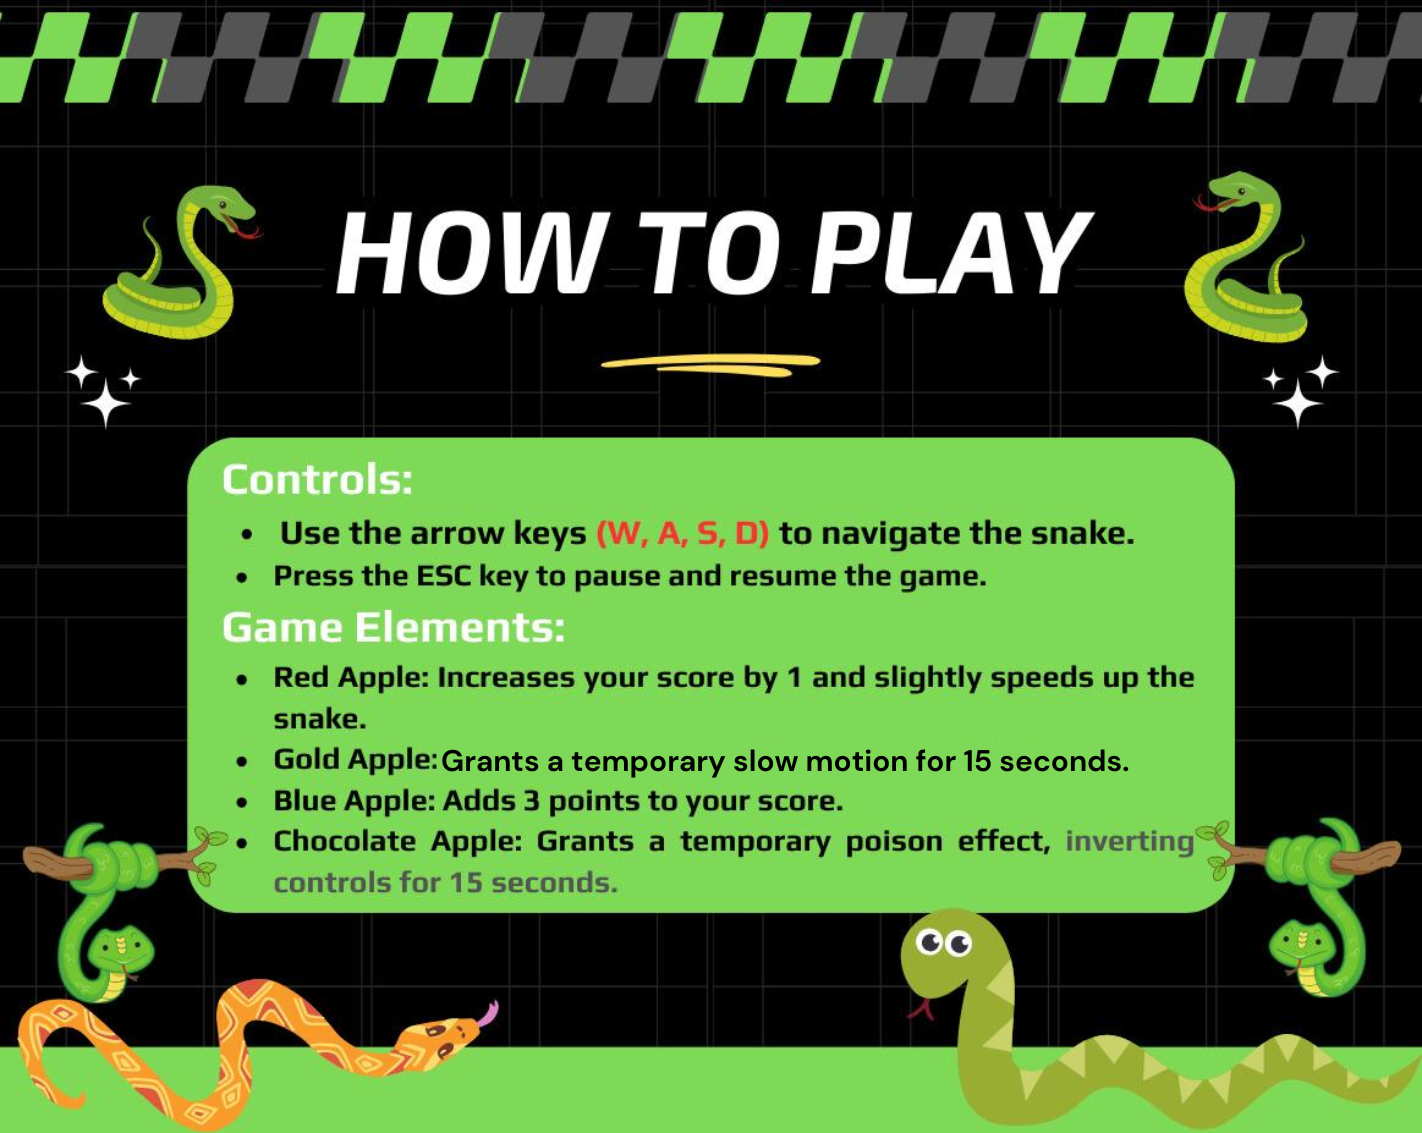 HOW TO PLAY
Controls:
• Use the arrow keys (W, A, S, D) to navigate the snake.
• Press the ESC key to pause and resume the game.
Game Elements:
• Red Apple: Increases your score by 1 and slightly speeds up the
snake.
• Gold Apple: Grants a temporary slow motion for 15 seconds.
• Blue Apple: Adds 3 points to your score.
• Chocolate Apple: Grants a temporary poison effect, inverting
controls for 15 seconds.